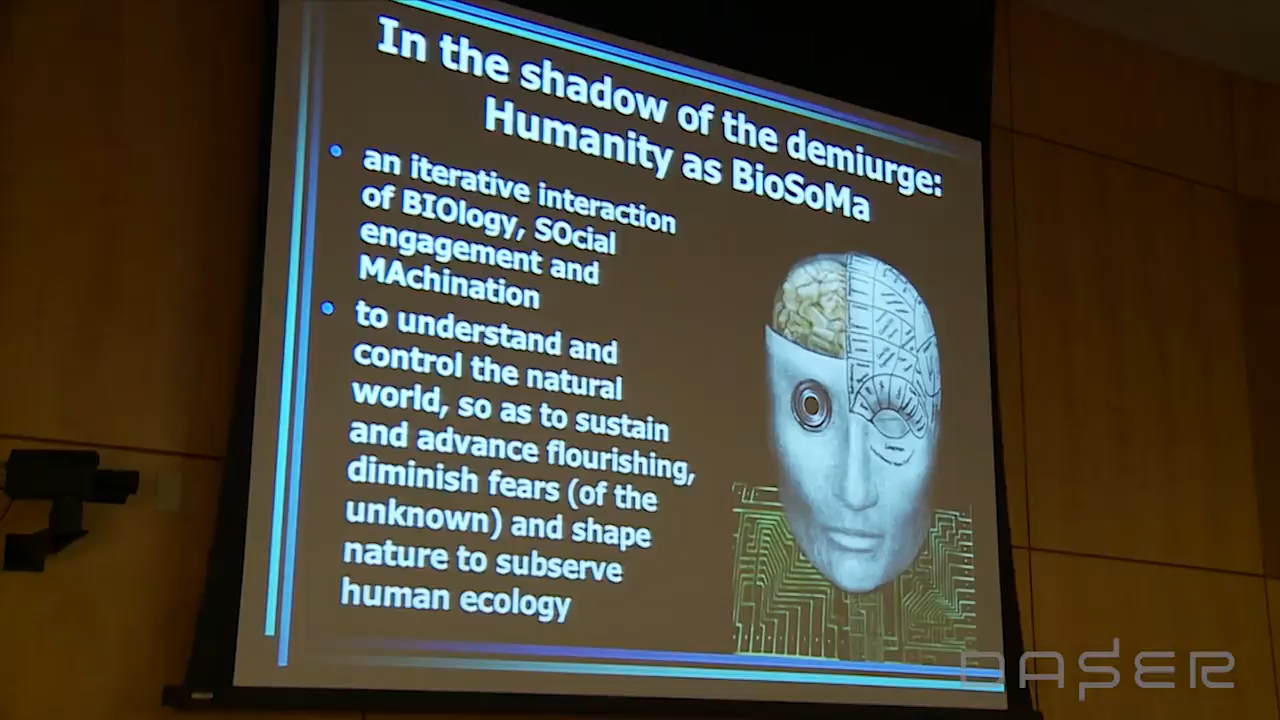 In the shadow of the demiurge:
Humanity as BioSoMa
an iterative interaction
of BIOlogy, SOcial
engagement and
MAchination
to understand and
control the natural
world, so as to sustain
and advance flourishing,
diminish fears (of the
unknown) and shape
nature to subserve
human ecology
DASER